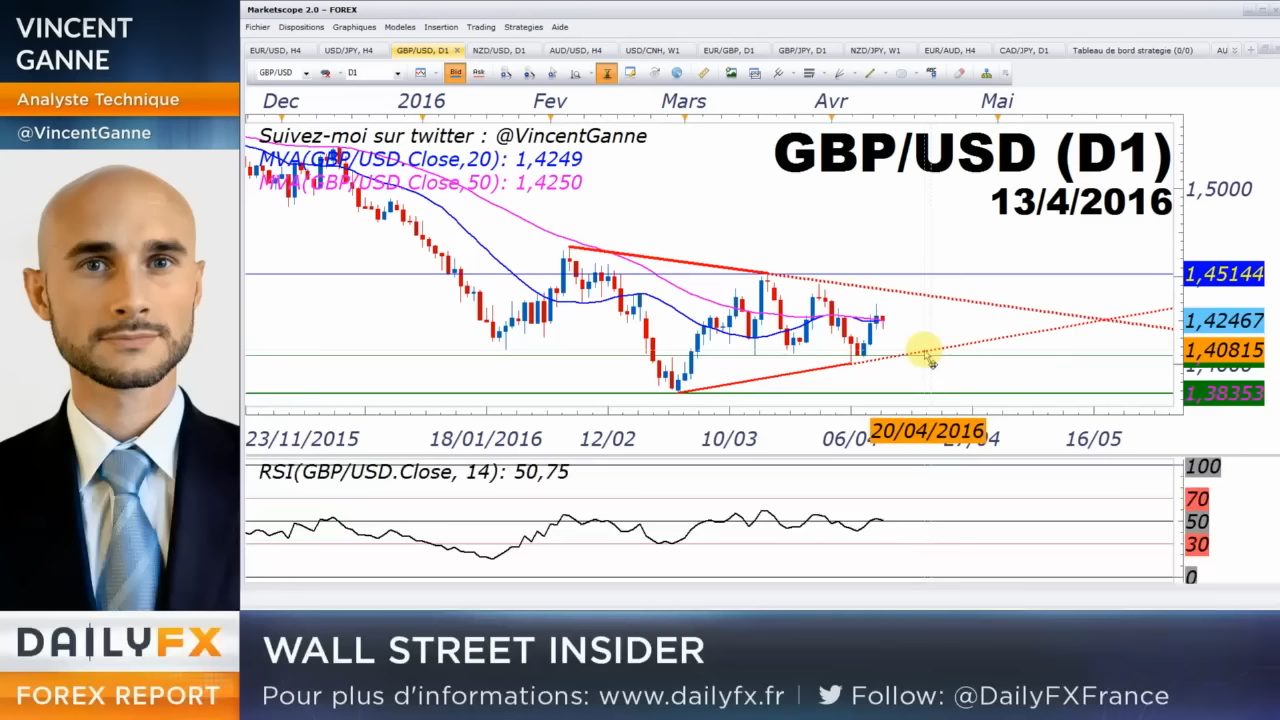 VINCENT
GANNE
Analyste Technique
@VincentGanne
Marketscope 2.0 – FOREX
Fichier Dispositions Graphiques Modeles Insertion Trading Strategies Aide
EUR/USD, H4 USD/JPY, H4 GBP/USD, D1 NZD/USD, D1 AUD/USD, H4 USD/CNH, W1 EUR/GBP, D1 GBP/JPY, D1 NZD/JPY, W1 EUR/AUD, H4 CAD/JPY, D1 Tableau de bord strategie (0/0) AU
GBP/USD D1 Bid Ask
Dec 2016 Fev Mars Avr Mai
Suivez-moi sur twitter : @VincentGanne
MVA(GBP/USD.Close,20): 1,4249
MVA(GBP/USD.Close,50): 1,4250
GBP/USD (D1)
13/4/2016
1,5000
1,45144
1,42467
1,40815
1,4000
1,38353
23/11/2015 18/01/2016 12/02 10/03 06/04 20/04/2016 27/04 16/05
RSI(GBP/USD.Close, 14): 50,75
100
70
50
30
0
DAILYFX
FOREX REPORT
WALL STREET INSIDER
Pour plus d'informations: www.dailyfx.fr | Follow: @DailyFXFrance